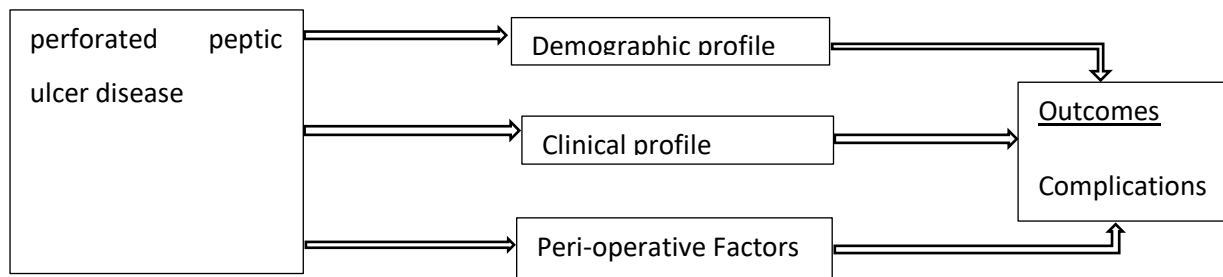 perforated peptic
ulcer disease
Demographic profile
Clinical profile
Peri-operative Factors
Outcomes
Complications